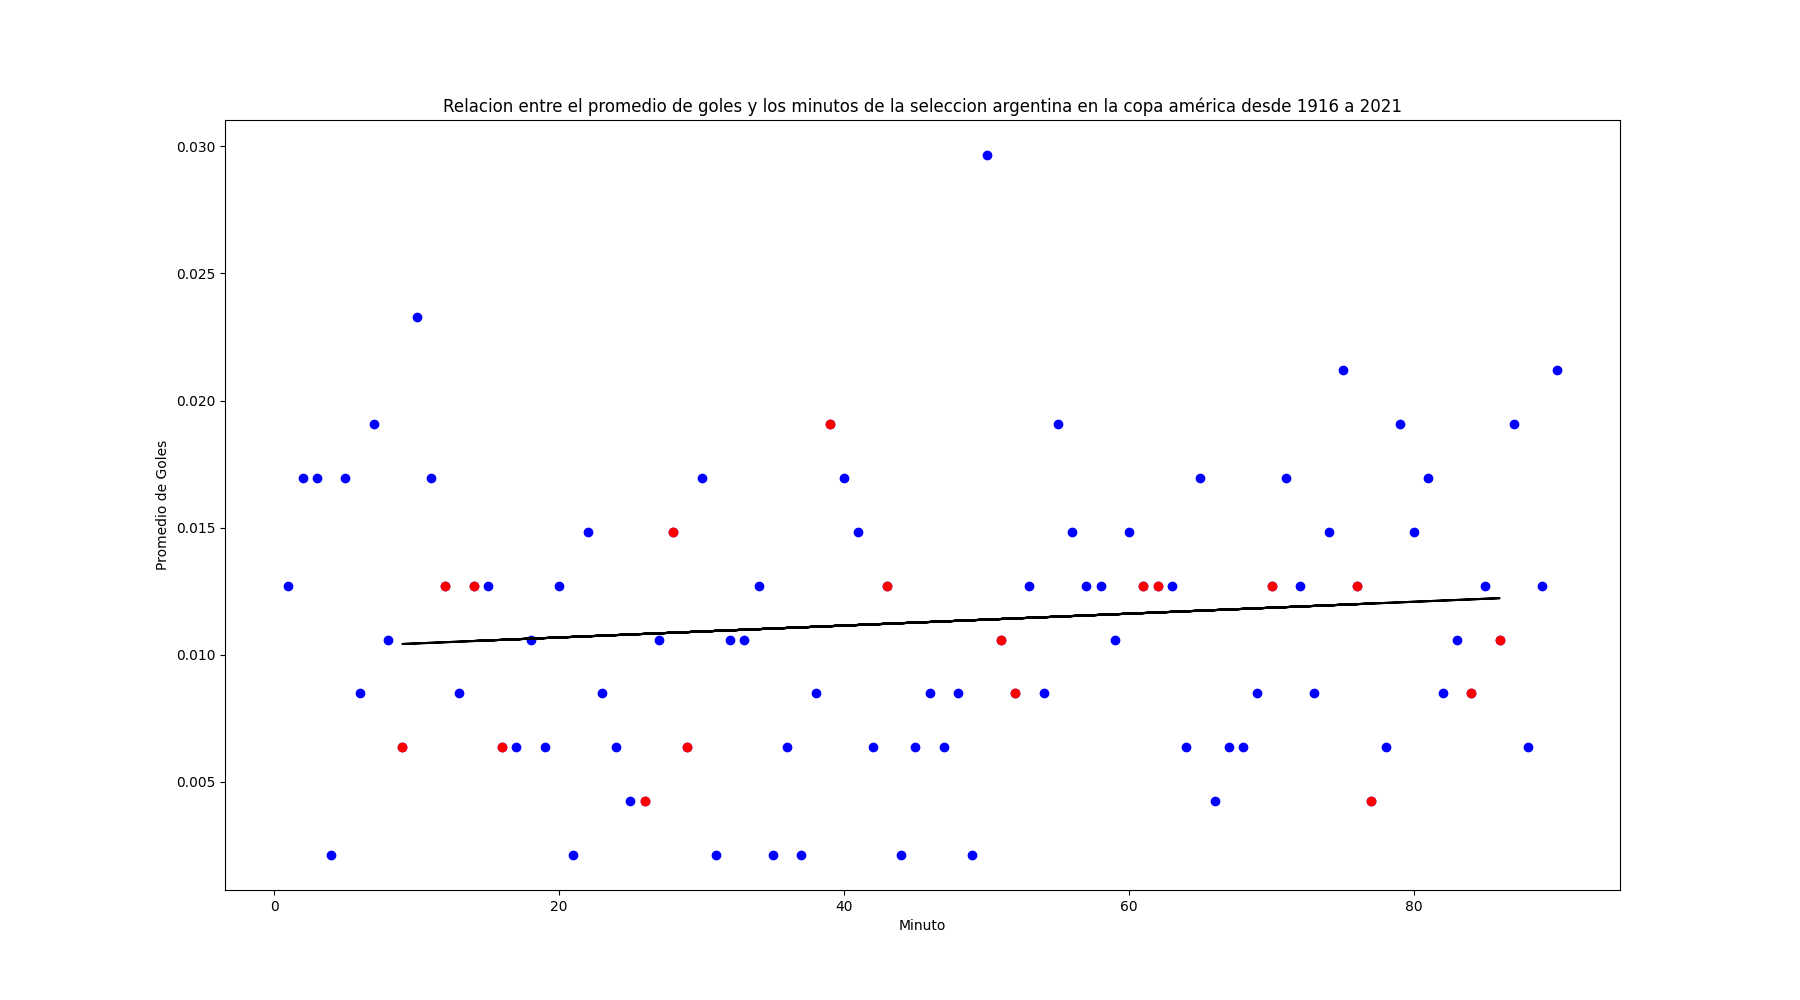 Relacion entre el promedio de goles y los minutos de la seleccion argentina en la copa américa desde 1916 a 2021
0.030
0.025
0.020
0.015
0.010
0.005
Promedio de Goles
0 20 40 60 80
Minuto